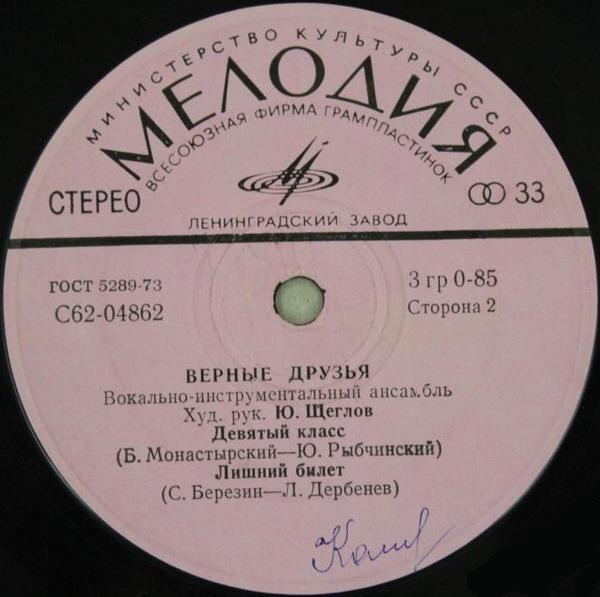 МИНИСТЕРСТВО КУЛЬТУРЫ СССР
МЕЛОДИЯ
ВСЕСОЮЗНАЯ ФИРМА ГРАМПЛАСТИНОК
СТЕРЕО
33
ЛЕНИНГРАДСКИЙ ЗАВОД
ГОСТ 5289-73
3 гр 0-85
С62-04862
Сторона 2
ВЕРНЫЕ ДРУЗЬЯ
Вокально-инструментальный ансамбль
Худ. рук. Ю. Щеглов
Девятый класс
(Б. Монастырский—Ю. Рыбчинский)
Лишний билет
(С. Березин—Л. Дербенев)